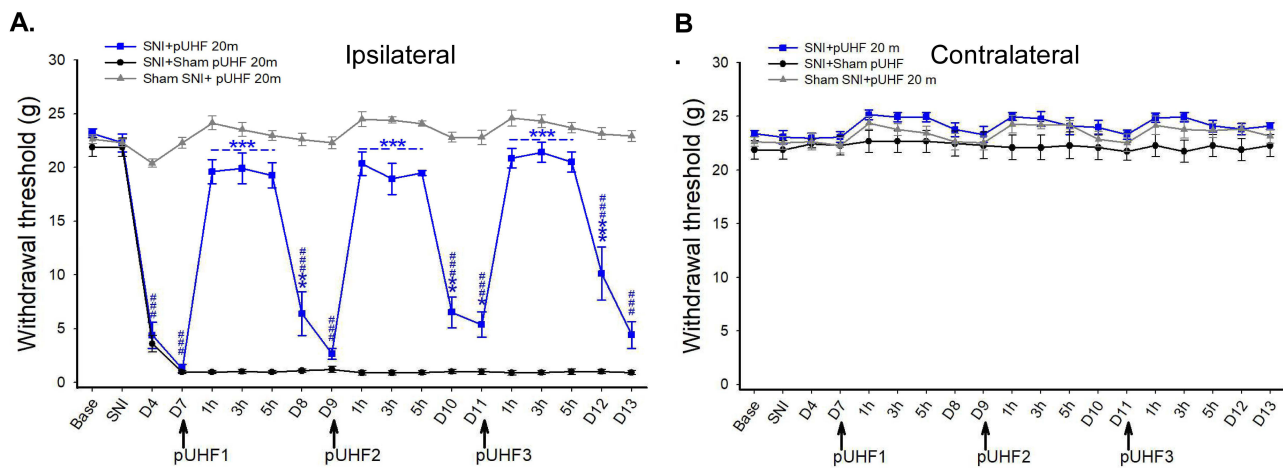 A.
SNI+pUHF 20m
SNI+Sham pUHF 20m
Sham SNI+ pUHF 20m
Ipsilateral
Withdrawal threshold (g)
30
25
20
15
10
5
0
***
***
***
###
###
###**
###
###**
###*
###***
###
Base SNI D4 D7 1h 3h 5h D8 D9 1h 3h 5h D10 D11 1h 3h 5h D12 D13
pUHF1 pUHF2 pUHF3
B
.
SNI+pUHF 20 m
SNI+Sham pUHF
Sham SNI+pUHF 20 m
Contralateral
Withdrawal threshold (g)
30
25
20
15
10
5
0
Base SNI D4 D7 1h 3h 5h D8 D9 1h 3h 5h D10 D11 1h 3h 5h D12 D13
pUHF1 pUHF2 pUHF3